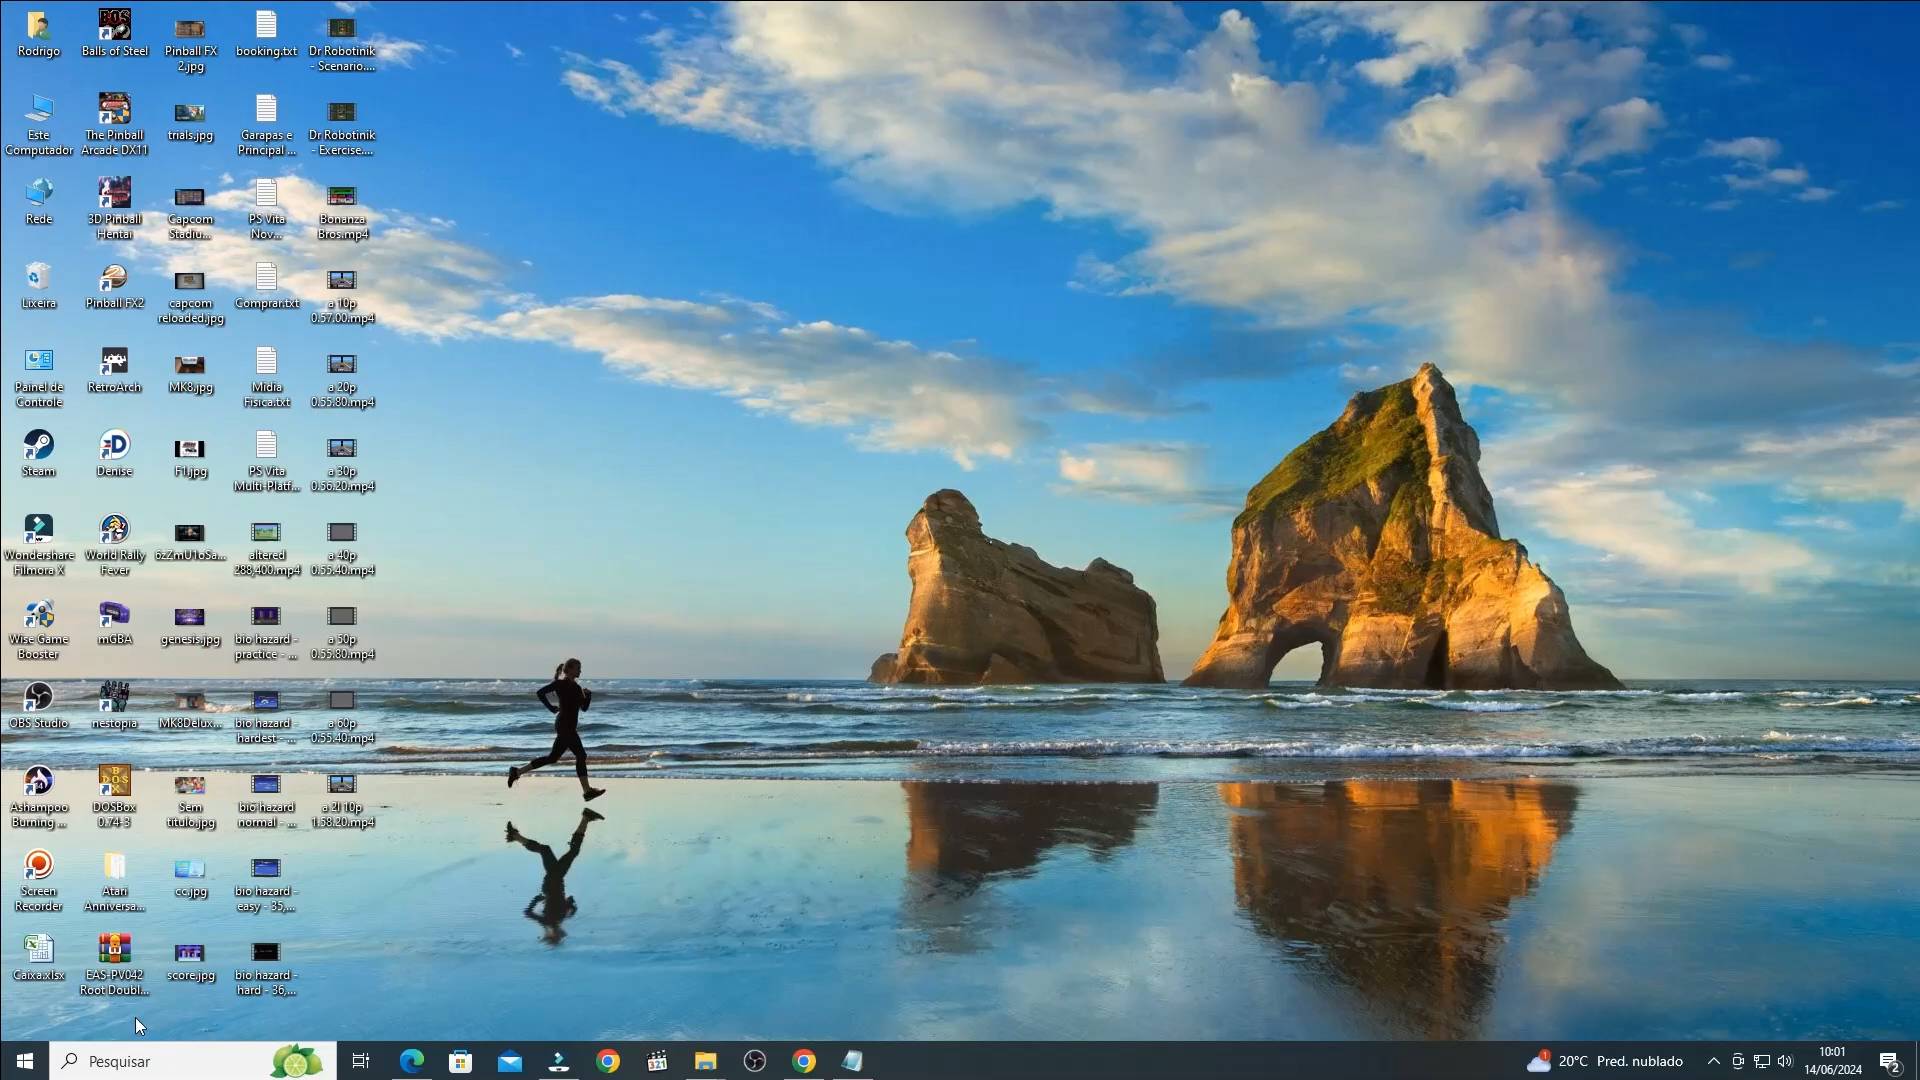 Rodrigo
Balls of Steel
Pinball FX
2.jpg
booking.txt
Dr Robotinik
- Scenario....
Este
Computador
The Pinball
Arcade DX11
trials.jpg
Garapas e
Principal ...
Dr Robotinik
- Exercise....
Rede
3D Pinball
Hentai
Capcom
Stadiu...
PS Vita
Nov...
Bonanza
Bros.mp4
Lixeira
Pinball FX2
capcom
reloaded.jpg
Comprar.txt
a 10p
0.57.00.mp4
Painel de
Controle
RetroArch
MK8.jpg
Midia
Fisica.txt
a 20p
0.55.80.mp4
Steam
Denise
F1.jpg
PS Vita
Multi-Platf...
a 30p
0.56.20.mp4
Wondershare
Filmora X
World Rally
Fever
6zZmU1oSa...
altered
288,400.mp4
a 40p
0.55.40.mp4
Wise Game
Booster
mGBA
genesis.jpg
bio hazard -
practice - ...
a 50p
0.55.80.mp4
OBS Studio
nestopia
MK8Delux...
bio hazard -
hardest - ...
a 60p
0.55.40.mp4
Ashampoo
Burning ...
DOSBox
0.74-3
Sem
título.jpg
bio hazard
normal - ...
a 2l 10p
1.58.20.mp4
Screen
Recorder
Atari
Anniversa...
cc.jpg
bio hazard -
easy - 35,...
Caixa.xlsx
EAS-PV042
Root Doubl...
score.jpg
bio hazard -
hard - 36,...
Pesquisar
321
1
20°C Pred. nublado
10:01
14/06/2024
2